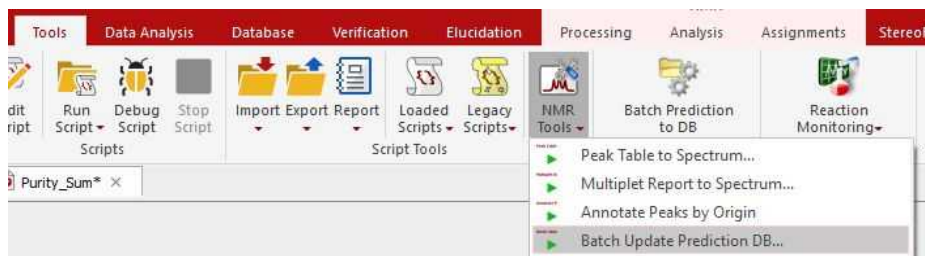 Tools Data Analysis Database Verification Elucidation Processing Analysis Assignments Stereo
dit Run Debug Stop Import Export Report Loaded Legacy NMR Batch Prediction Reaction
ript Script Script Script Scripts Scripts Tools to DB Monitoring
Scripts Script Tools
Purity_Sum*
Peak Table to Spectrum...
Multiplet Report to Spectrum...
Annotate Peaks by Origin
Batch Update Prediction DB...